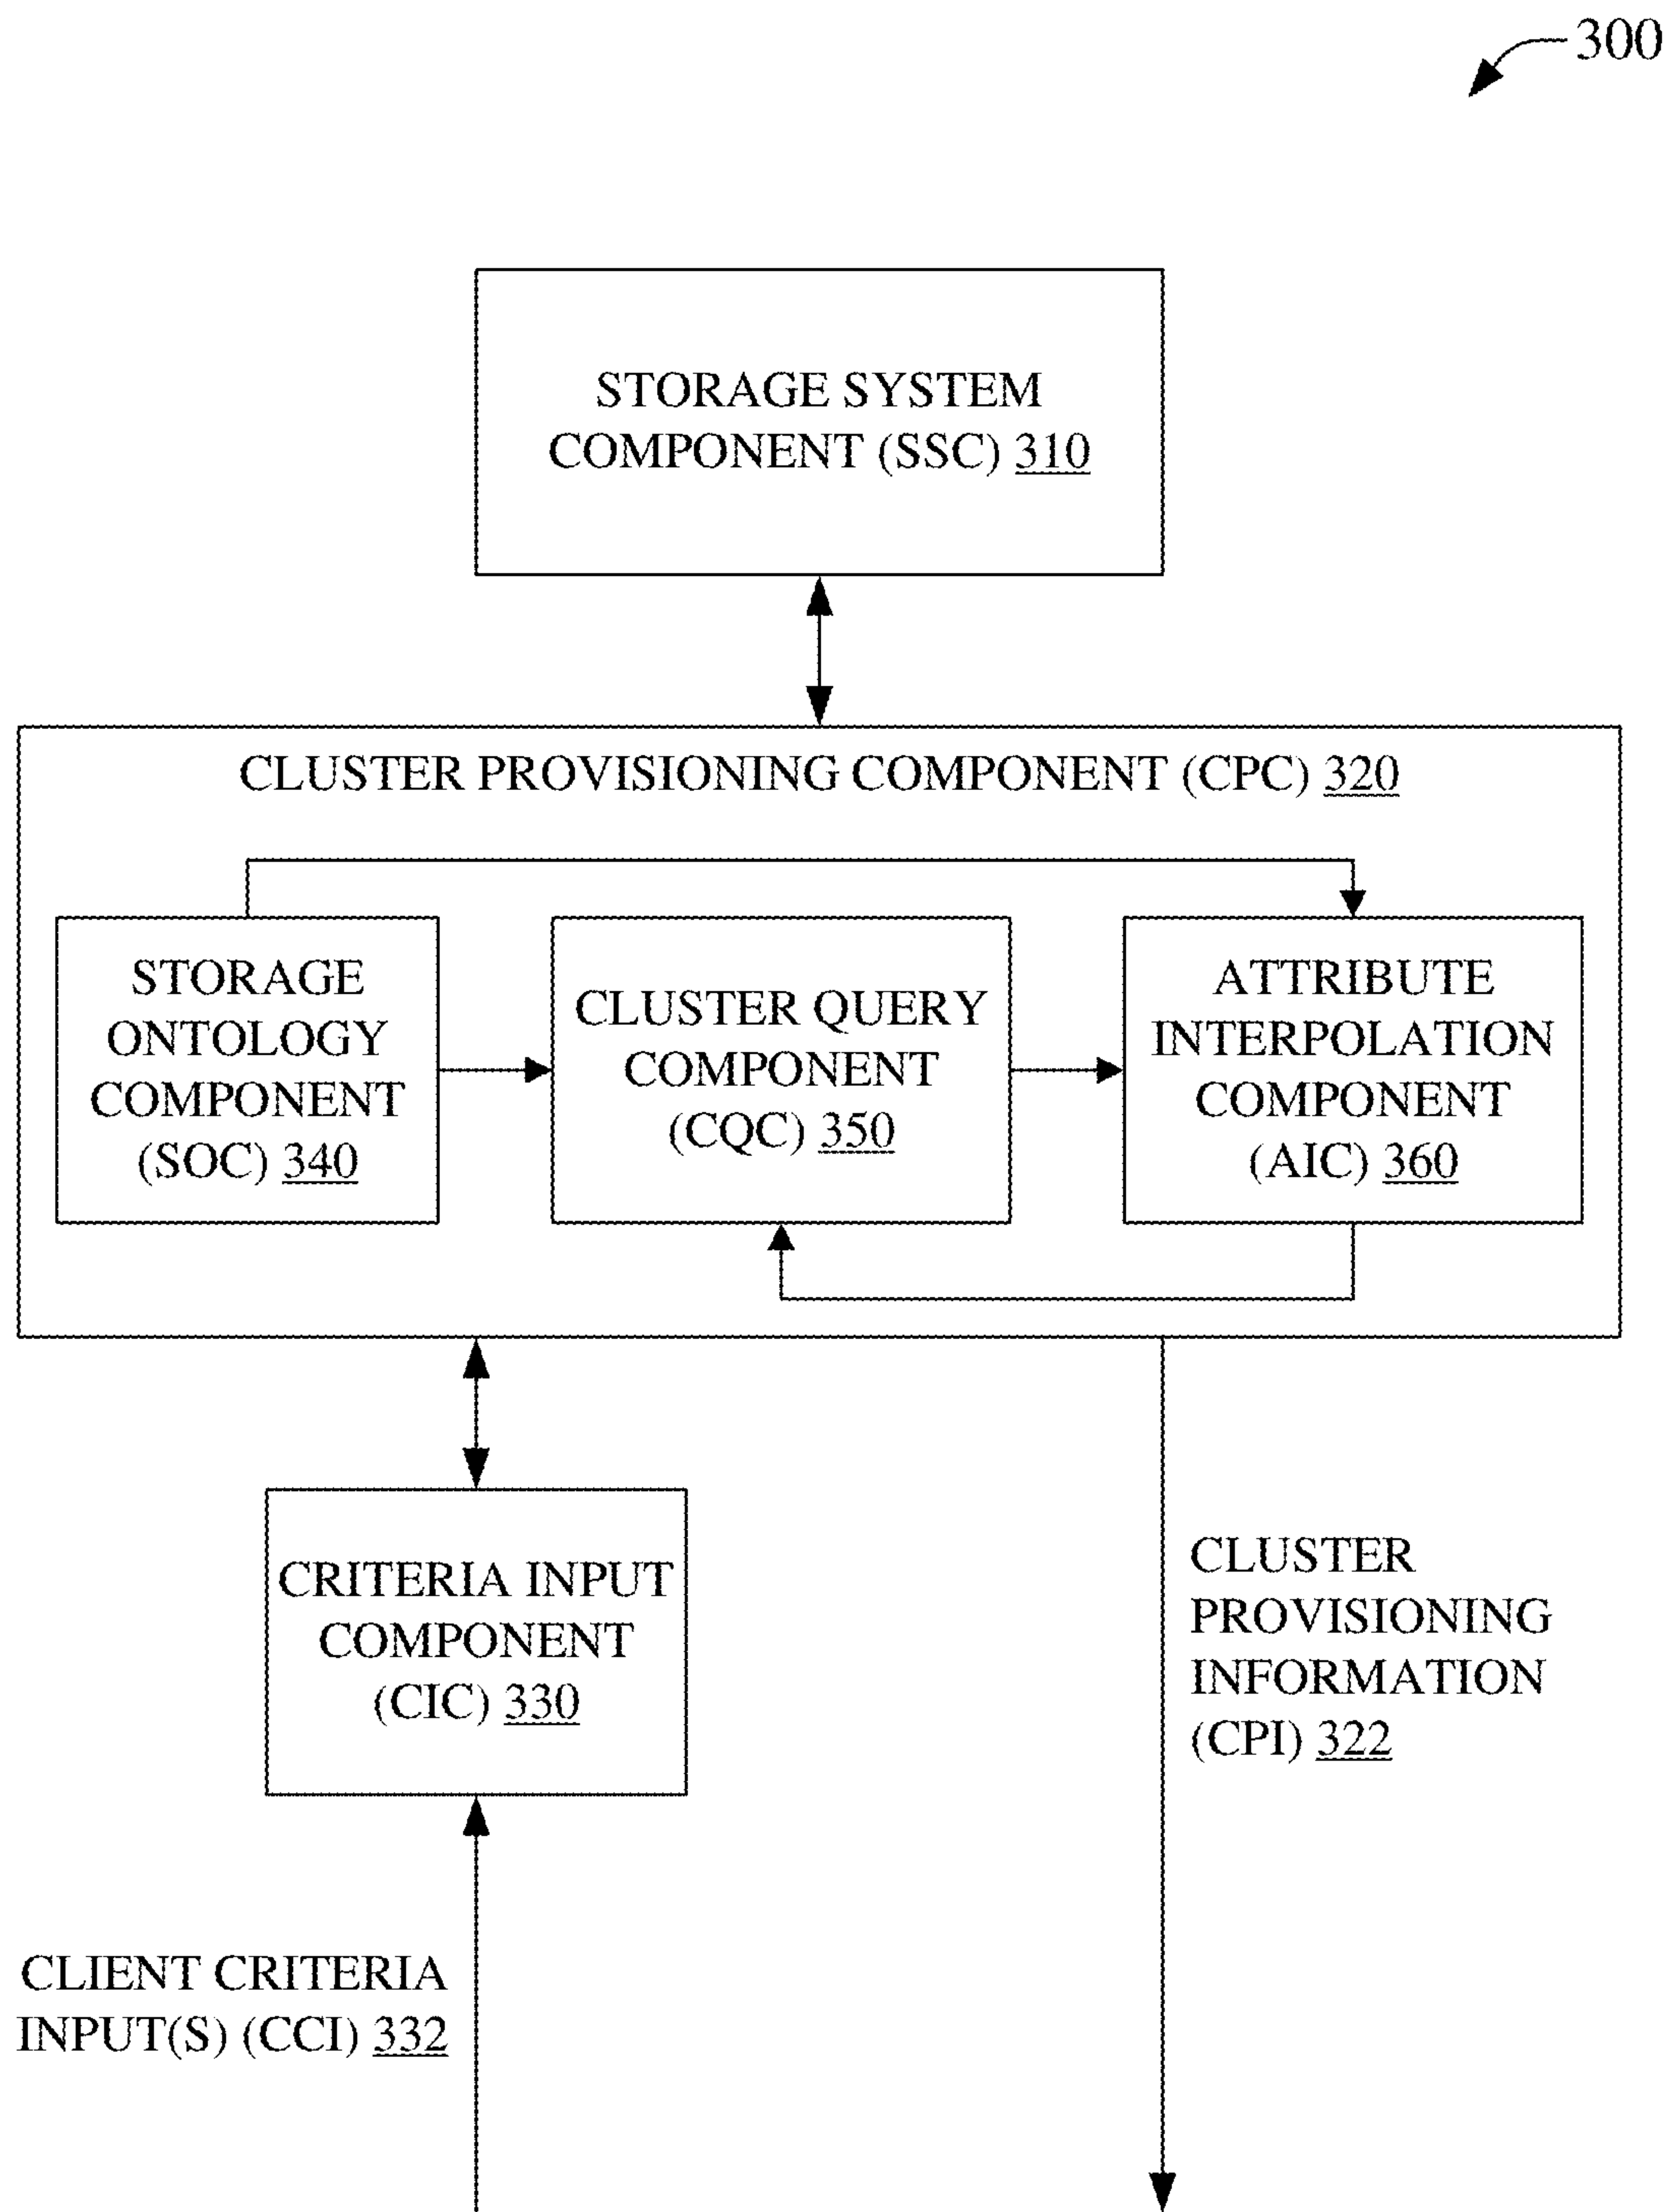 300
STORAGE SYSTEM
COMPONENT (SSC) 310
CLUSTER PROVISIONING COMPONENT (CPC) 320
STORAGE
ONTOLOGY
COMPONENT
(SOC) 340
CLUSTER QUERY
COMPONENT
(CQC) 350
ATTRIBUTE
INTERPOLATION
COMPONENT
(AIC) 360
CRITERIA INPUT
COMPONENT
(CIC) 330
CLUSTER
PROVISIONING
INFORMATION
(CPI) 322
CLIENT CRITERIA
INPUT(S) (CCI) 332